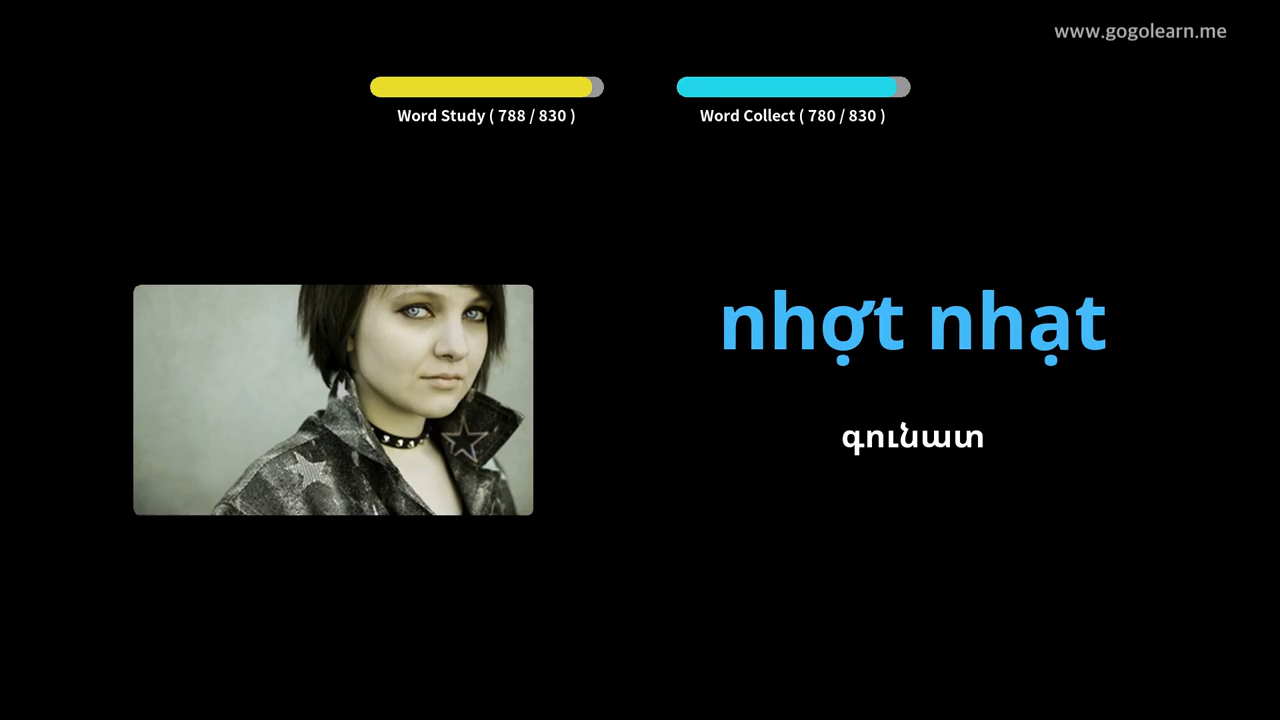 www.gogolearn.me
Word Study ( 788 / 830 )
Word Collect ( 780 / 830 )
nhợt nhạt
գունատ